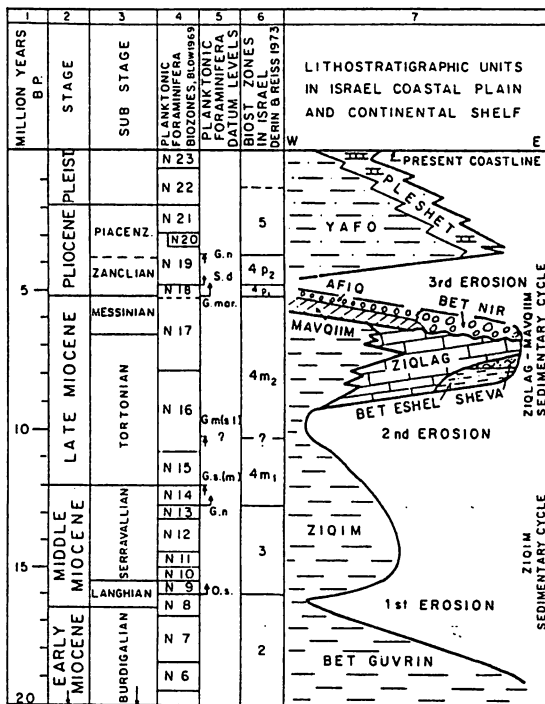 1 2 3 4 5 6 7
MILLION YEARS
BP.
STAGE
SUB STAGE
PLANKTONIC
FORAMINIFERA
BIOZONES, BLOW 1969
PLANKTONIC
FORAMINIFERA
DATUM LEVELS
BIOST ZONES
IN ISRAEL
DERIN & REISS 1973
LITHOSTRATIGRAPHIC UNITS
IN ISRAEL COASTAL PLAIN
AND CONTINENTAL SHELF
W E
5
10
15
20
PLEIST
PLIOCENE
LATE MIOCENE
MIDDLE
MIOCENE
EARLY
MIOCENE
PIACENZ.
ZANCLIAN
MESSINIAN
TORTONIAN
SERRAVALLIAN
LANGHIAN
BURDIGALIAN
N 23
N 22
N 21
N20
N 19
N 18
N 17
N 16
N 15
N 14
N 13
N 12
N 11
N 10
N 9
N 8
N 7
N 6
G.n
S.d
G.mar.
G m(s l)
?
G.s.(m)
G.n
O.s.
5
4 p₂
4 p₁
4 m₂
?
4 m₁
3
2
PRESENT COASTLINE
PLESHET
YAFO
AFIQ
3rd EROSION
BET NIR
MAVQIIM
ZIQLAG
BET ESHEL
SHEVA
2nd EROSION
ZIQIM
1st EROSION
BET GUVRIN
ZIQLAG - MAVQIIM
SEDIMENTARY CYCLE
ZIQIM
SEDIMENTARY CYCLE